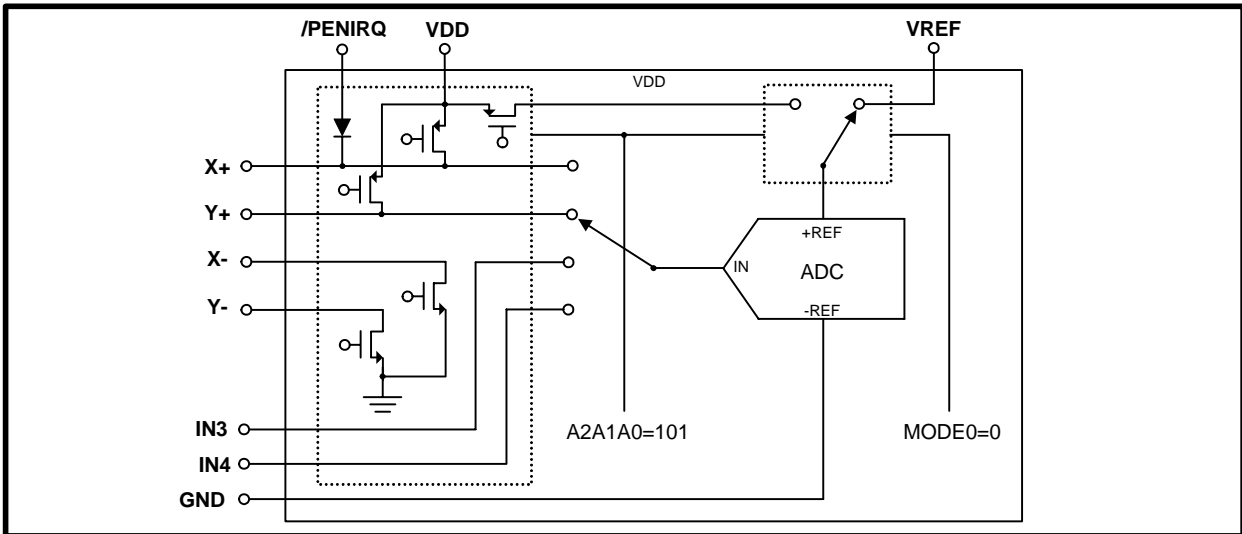 /PENIRQ
VDD
VREF
VDD
X+
Y+
X-
Y-
+REF
IN
ADC
-REF
IN3
A2A1A0=101
MODE0=0
IN4
GND